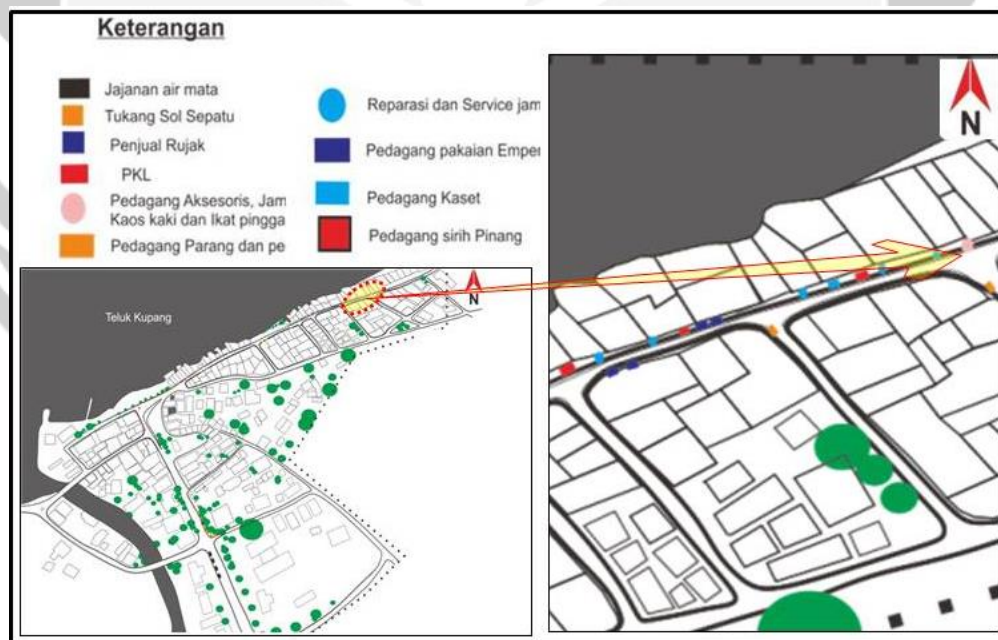 Keterangan
Jajanan air mata
Tukang Sol Sepatu
Penjual Rujak
PKL
Pedagang Aksesoris, Jam
Kaos kaki dan Ikat pingga
Pedagang Parang dan pe
Reparasi dan Service jam
Pedagang pakaian Emper
Pedagang Kaset
Pedagang sirih Pinang
N
Teluk Kupang
N